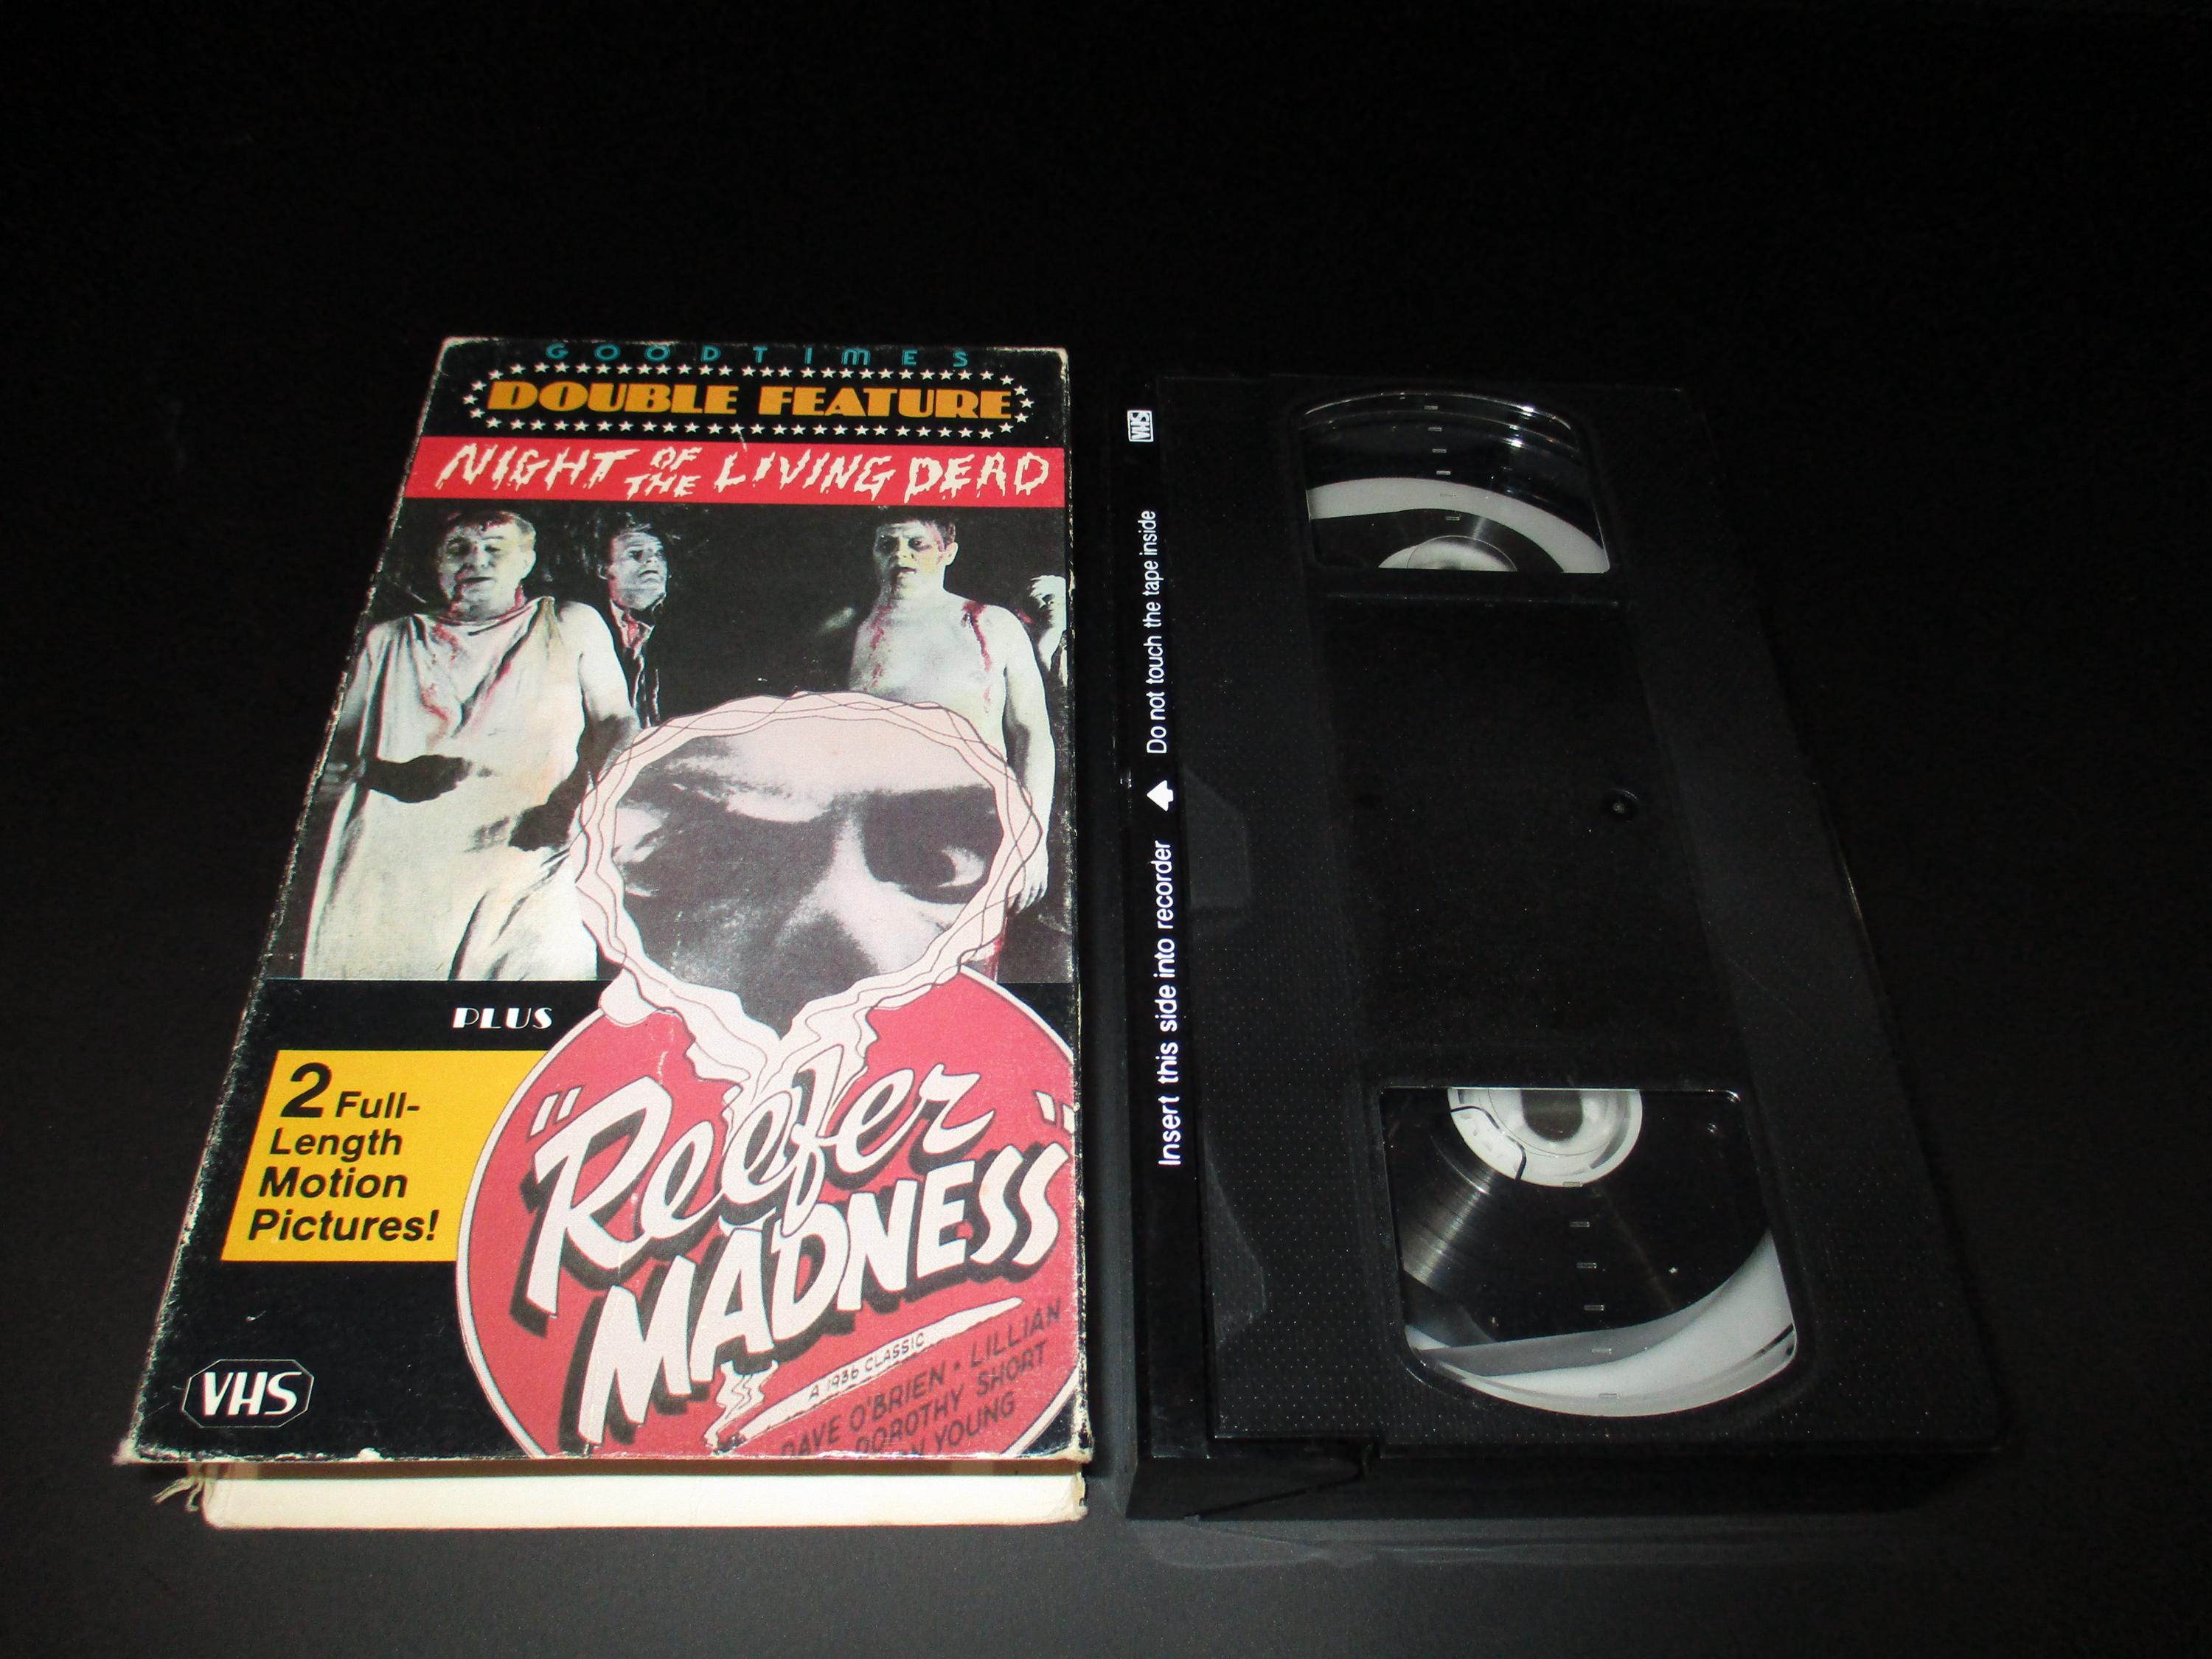 GOODTIMES
DOUBLE FEATURE
NIGHT OF THE LIVING DEAD
PLUS
2 Full-
Length
Motion
Pictures!
"Reefer
MADNESS"
A 1936 CLASSIC
DAVE O'BRIEN • LILLIAN
DOROTHY SHORT
YOUNG
VHS
VHS
Do not touch the tape inside
Insert this side into recorder